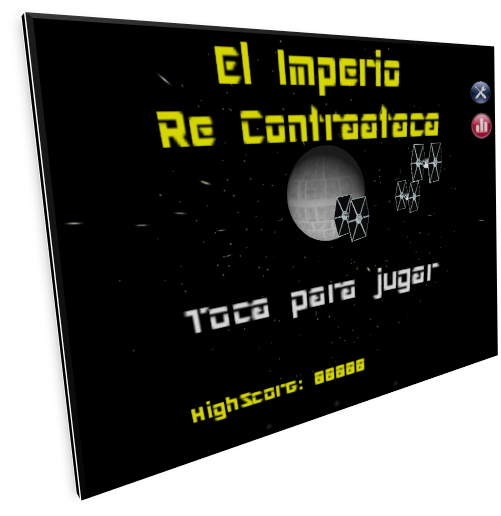 El Imperio
Re Contraataca
Toca para jugar
HighScore: 00000